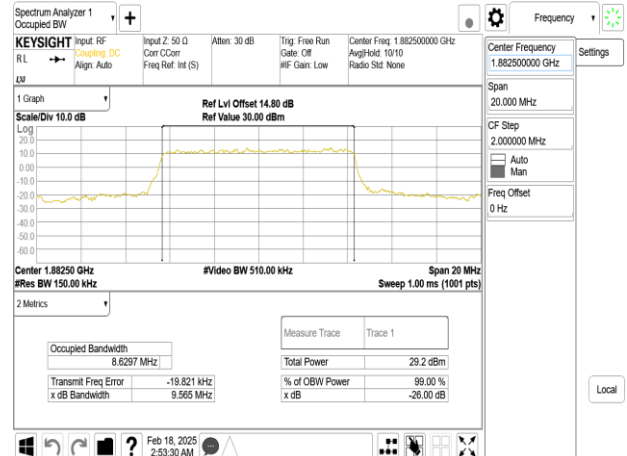 Spectrum Analyzer 1
Occupied BW
+
Frequency
KEYSIGHT
RL
Input: RF
Coupling: DC
Align: Auto
Input Z: 50 Ω
Corr CCorr
Freq Ref: Int (S)
Atten: 30 dB
Trig: Free Run
Gate: Off
#IF Gain: Low
Center Freq: 1.882500000 GHz
Avg|Hold: 10/10
Radio Std: None
LXI
Center Frequency
1.882500000 GHz
Settings
Span
20.000 MHz
CF Step
2.000000 MHz
Auto
Man
Freq Offset
0 Hz
1 Graph
Ref Lvl Offset 14.80 dB
Scale/Div 10.0 dB
Ref Value 30.00 dBm
Log
20.0
10.0
0.00
-10.0
-20.0
-30.0
-40.0
-50.0
-60.0
Center 1.88250 GHz
#Video BW 510.00 kHz
Span 20 MHz
#Res BW 150.00 kHz
Sweep 1.00 ms (1001 pts)
2 Metrics
Measure Trace
Trace 1
Occupied Bandwidth
8.6297 MHz
Total Power
29.2 dBm
Transmit Freq Error
-19.821 kHz
% of OBW Power
99.00 %
x dB Bandwidth
9.565 MHz
x dB
-26.00 dB
Local
?
Feb 18, 2025
2:53:30 AM